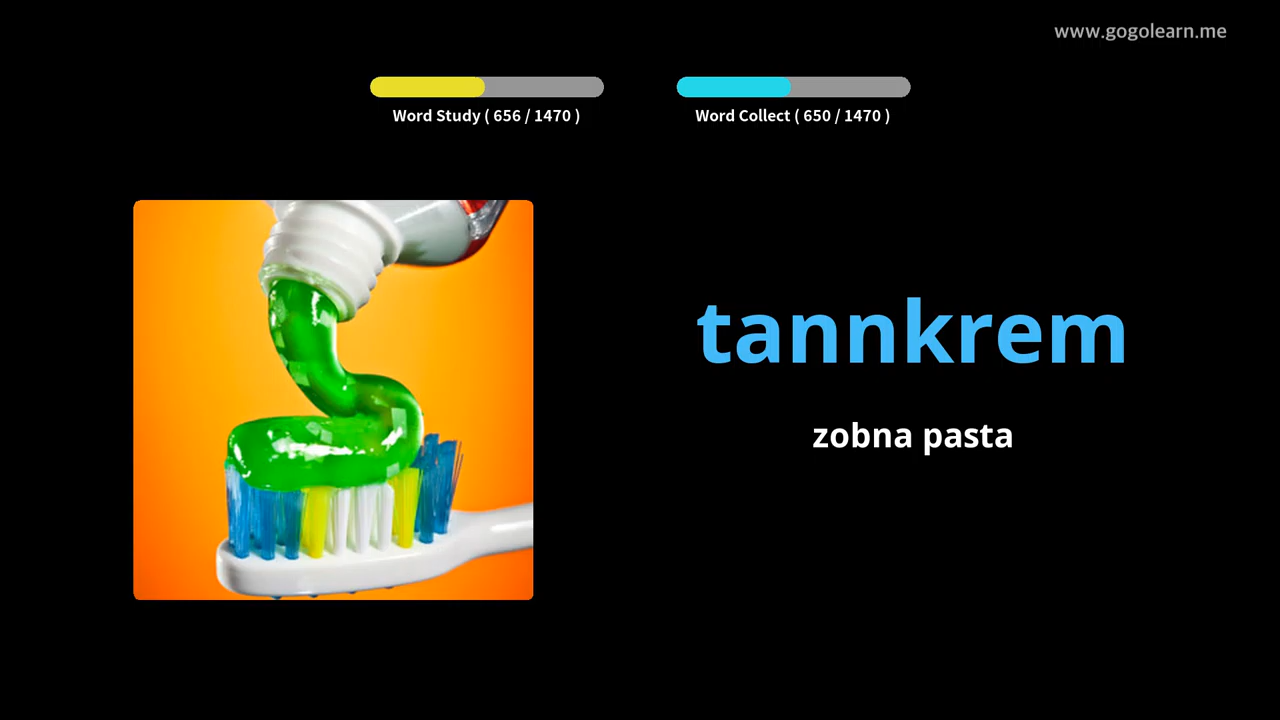 www.gogolearn.me
Word Study ( 656 / 1470 )
Word Collect ( 650 / 1470 )
tannkrem
zobna pasta